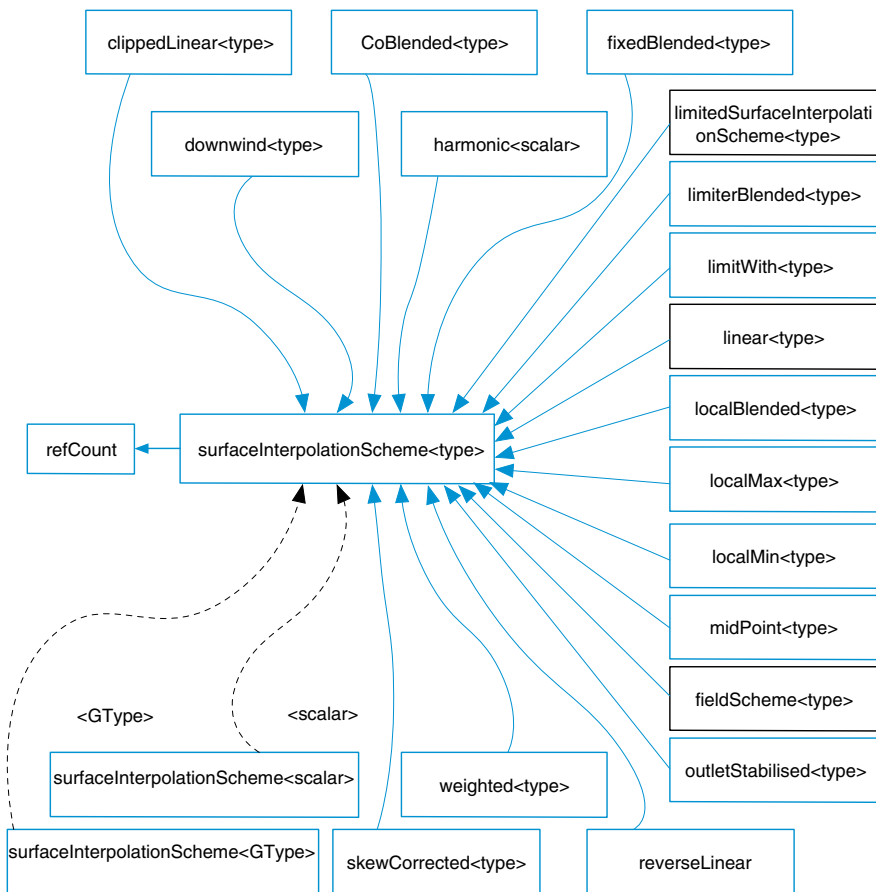 clippedLinear<type>
CoBlended<type>
fixedBlended<type>
downwind<type>
harmonic<scalar>
limitedSurfaceInterpolati
onScheme<type>
limiterBlended<type>
limitWith<type>
linear<type>
localBlended<type>
refCount
surfaceInterpolationScheme<type>
localMax<type>
localMin<type>
midPoint<type>
fieldScheme<type>
<GType>
<scalar>
surfaceInterpolationScheme<scalar>
weighted<type>
outletStabilised<type>
surfaceInterpolationScheme<GType>
skewCorrected<type>
reverseLinear